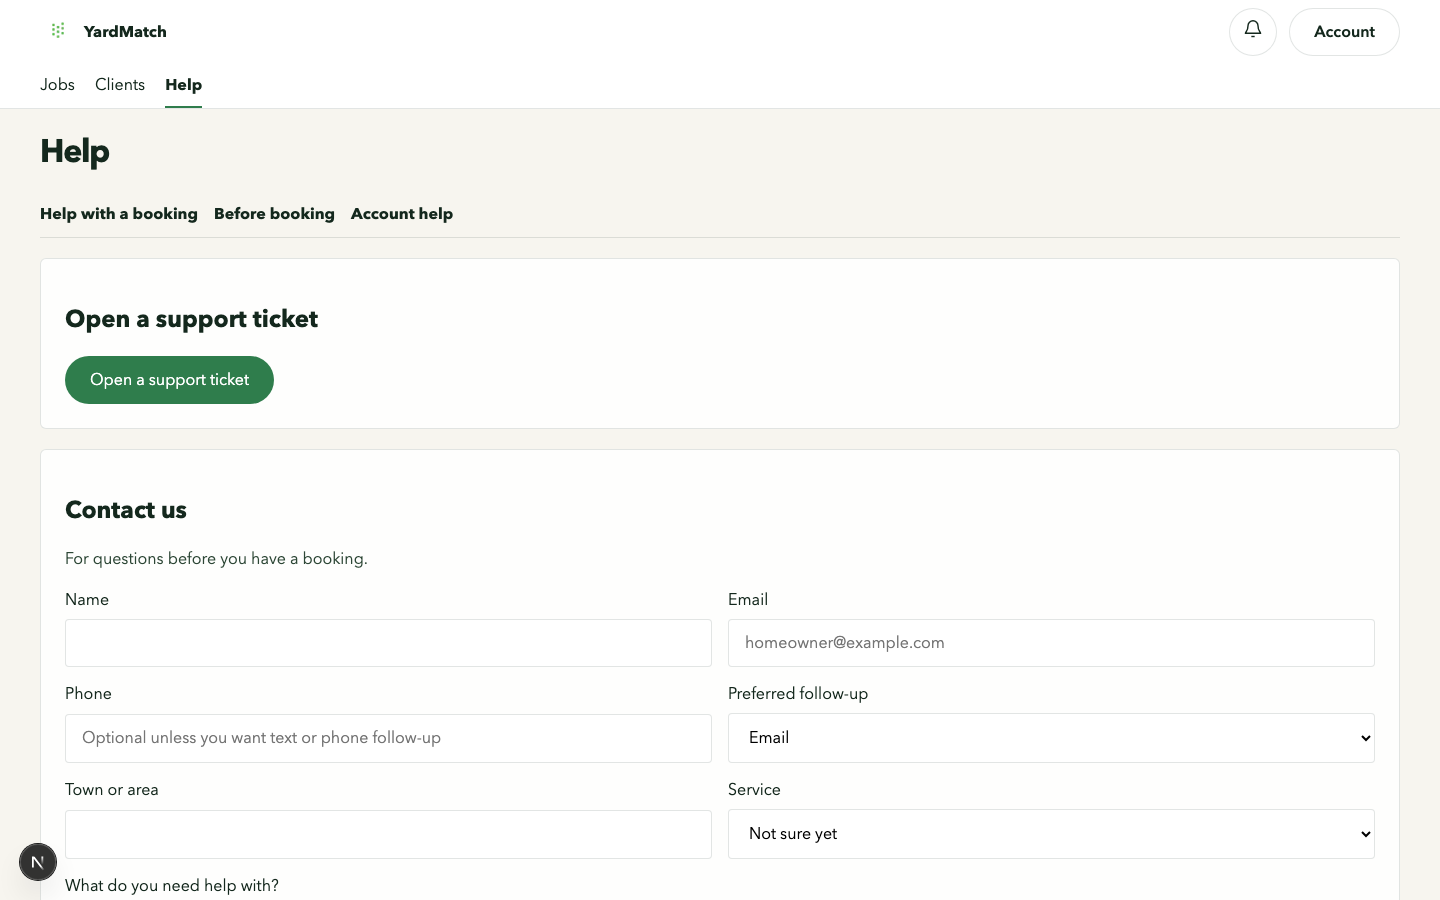 YardMatch
Account
Jobs Clients Help
Help
Help with a booking Before booking Account help
Open a support ticket
Open a support ticket
Contact us
For questions before you have a booking.
Name Email
homeowner@example.com
Phone Preferred follow-up
Optional unless you want text or phone follow-up Email
Town or area Service
Not sure yet
N
What do you need help with?